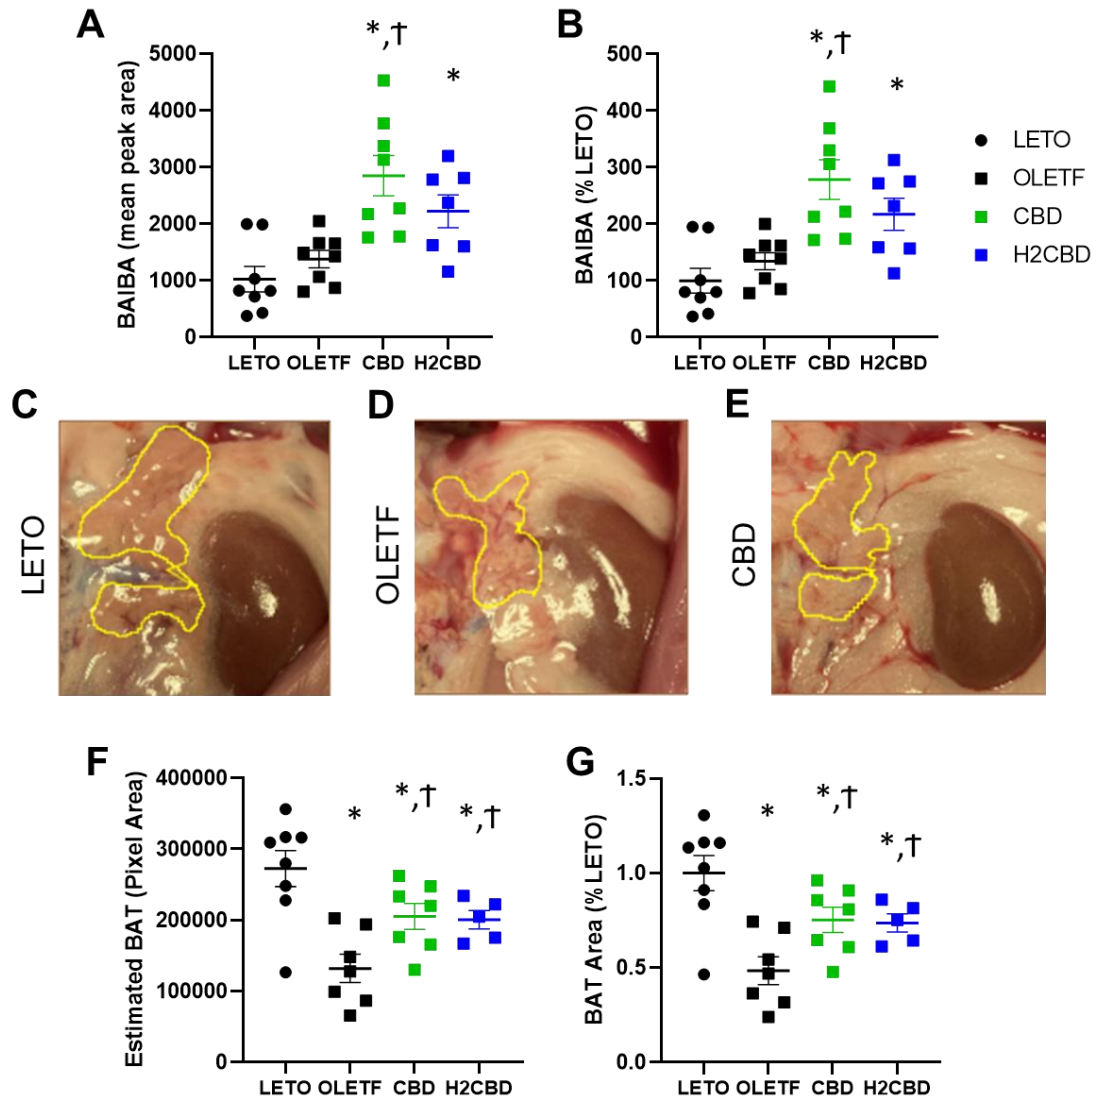 A
BAIBA (mean peak area)
5000
4000
3000
2000
1000
0
*,†
*
LETO OLETF CBD H2CBD
B
BAIBA (% LETO)
500
400
300
200
100
0
*,†
*
LETO OLETF CBD H2CBD
LETO
OLETF
CBD
H2CBD
C
LETO
D
OLETF
E
CBD
F
Estimated BAT (Pixel Area)
400000
300000
200000
100000
0
*
*,†
*,†
LETO OLETF CBD H2CBD
G
BAT Area (% LETO)
1.5
1.0
0.5
0.0
*
*,†
*,†
LETO OLETF CBD H2CBD